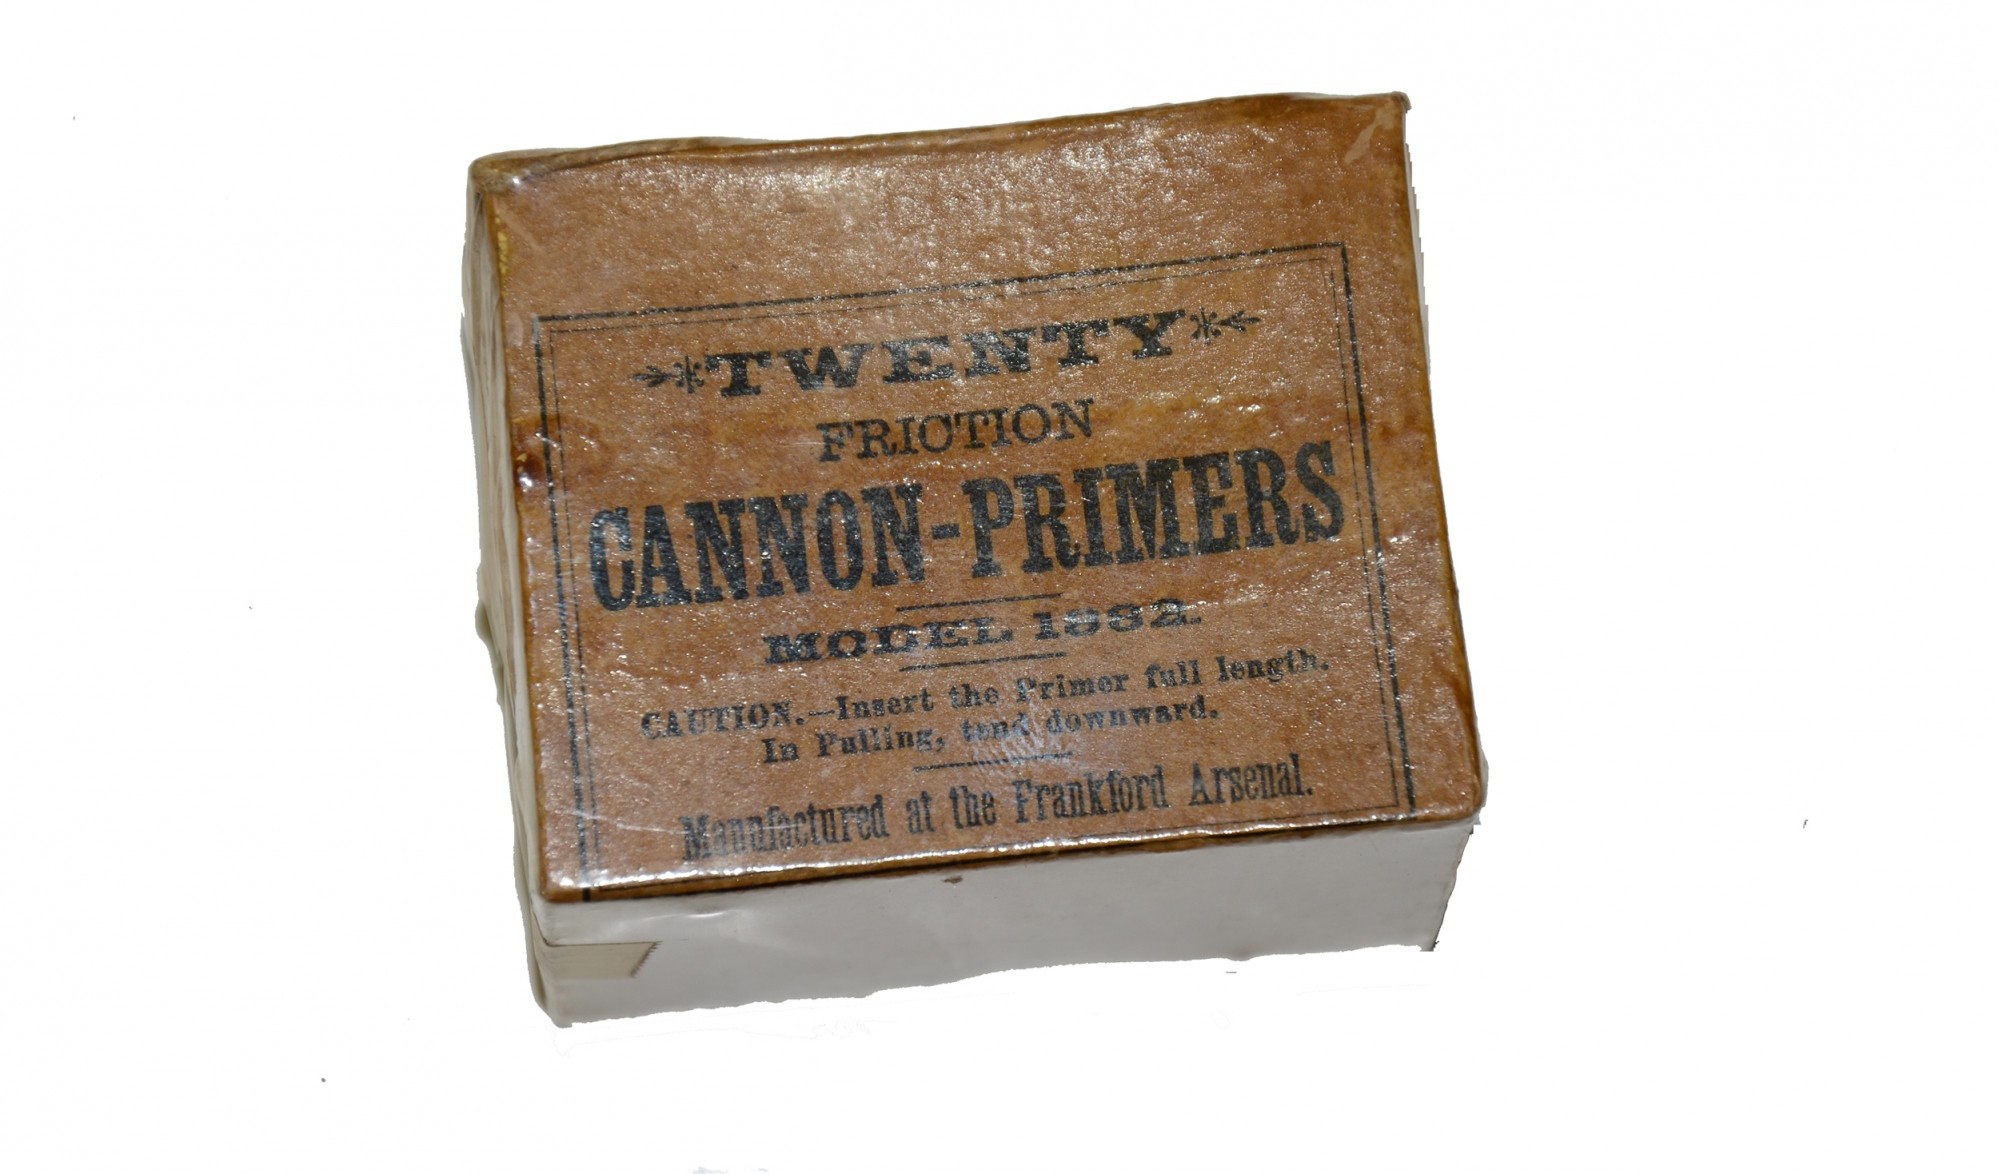 TWENTY
FRICTION
CANNON-PRIMERS
MODEL 1882.
CAUTION.—Insert the Primer full length.
In Pulling, tend downward.
Manufactured at the Frankford Arsenal.